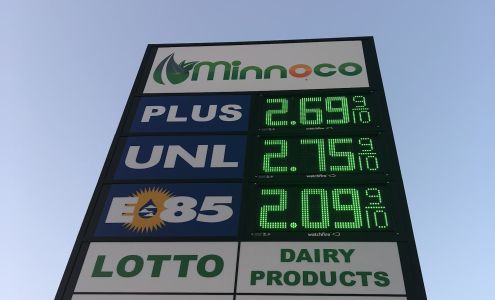 Minnoco
PLUS 2.69 9/10
UNL 2.75 9/10
E85 2.09 9/10
watchfire
LOTTO
DAIRY
PRODUCTS